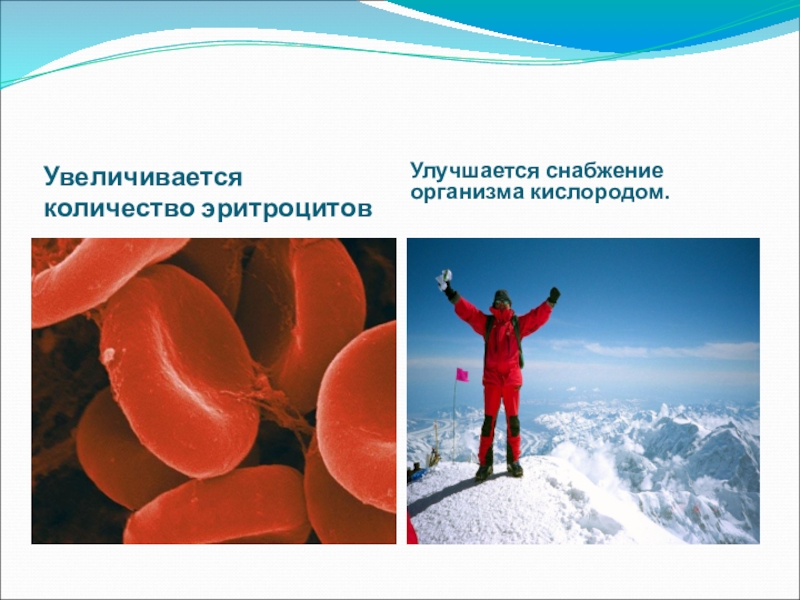 Увеличивается
количество эритроцитов
Улучшается снабжение
организма кислородом.